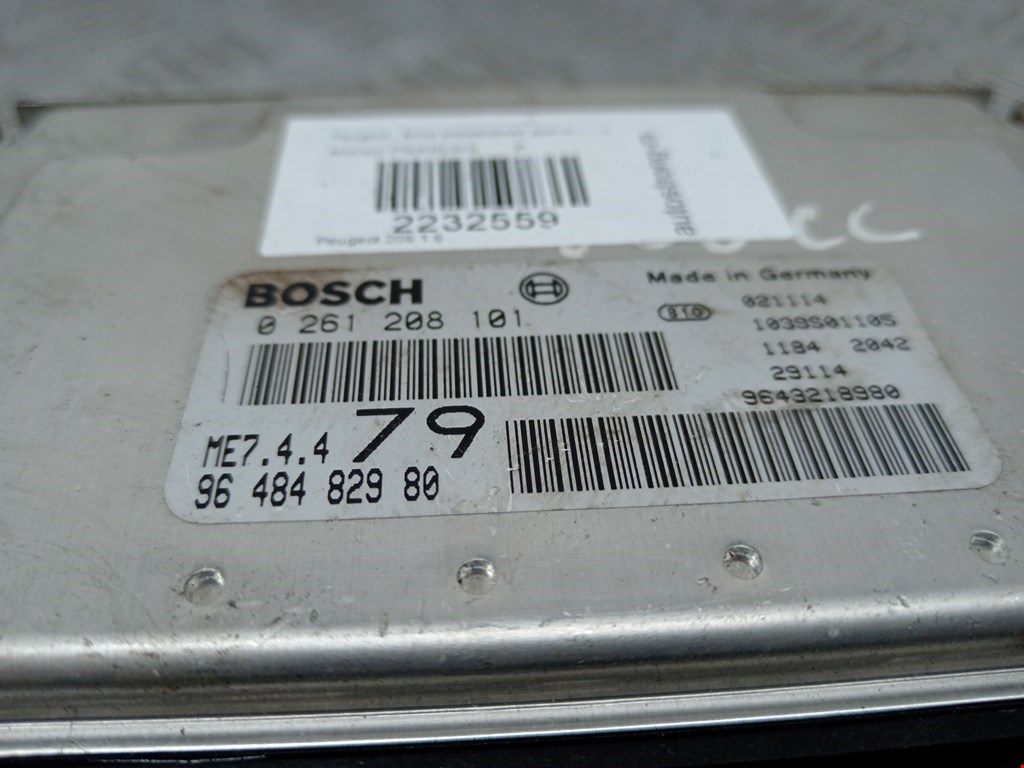 2232559
Peugeot 206 1.6
BOSCH
Made in Germany
0 261 208 101
910
021114
1039S01105
1184 2042
29114
9643218980
ME7.4.4
79
96 484 829 80